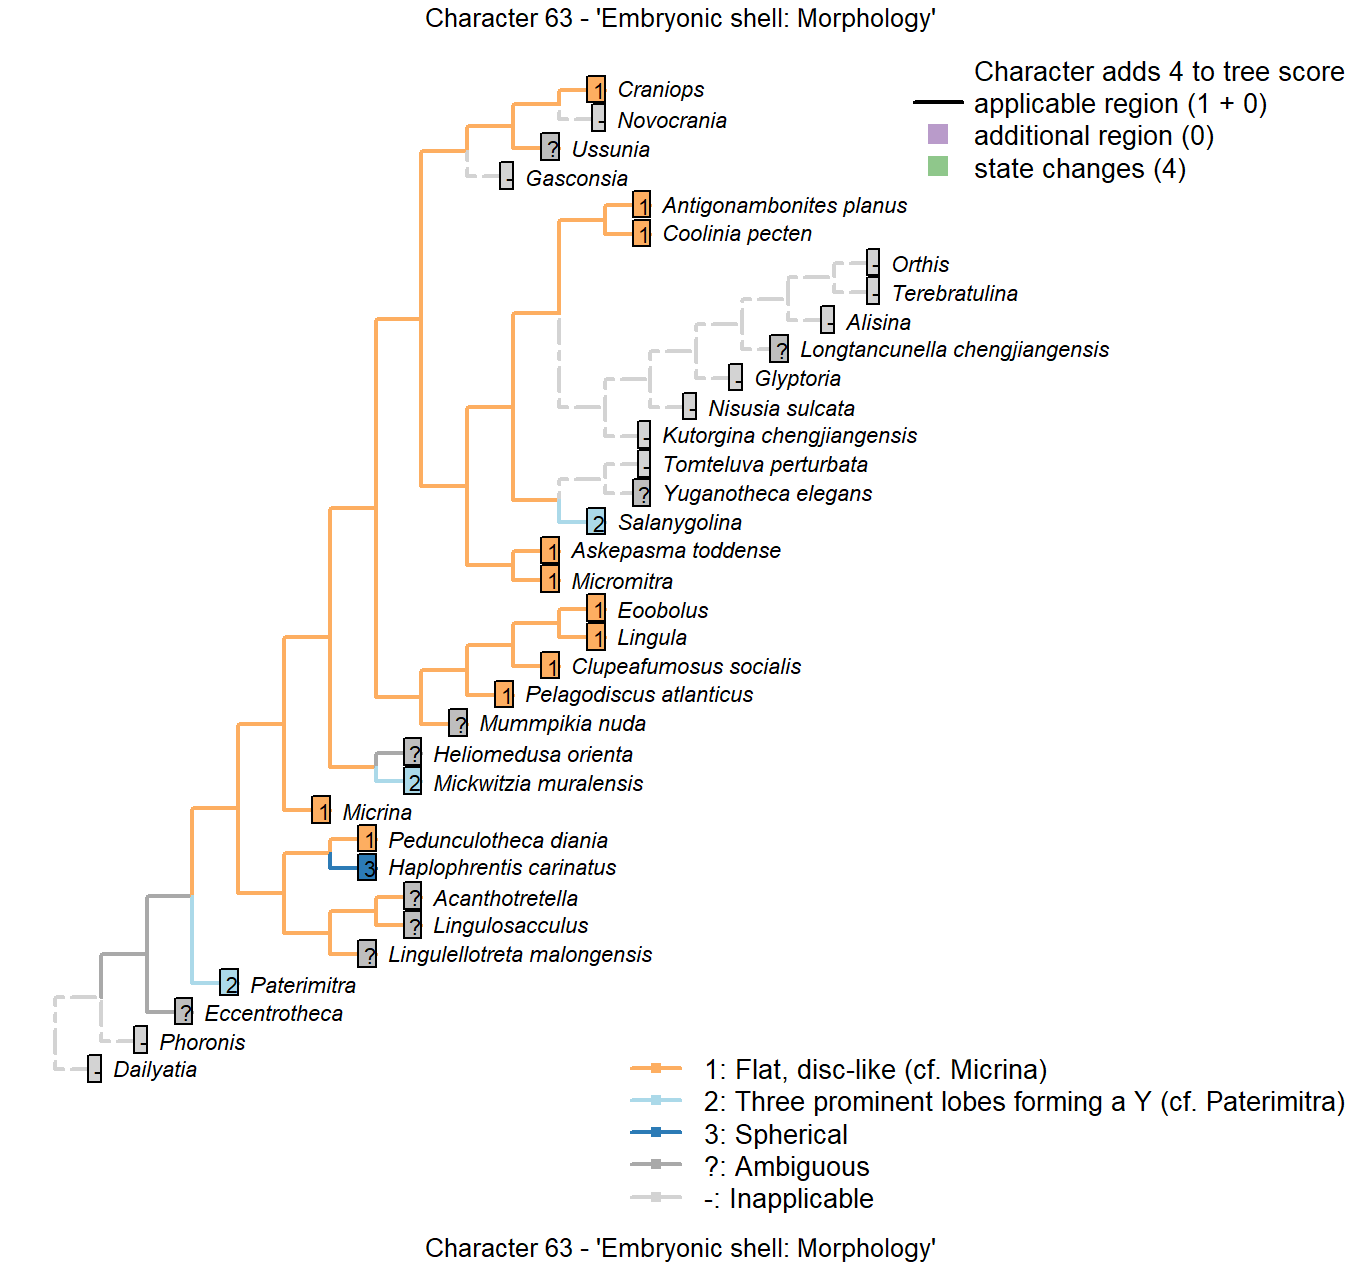 Character 63 - 'Embryonic shell: Morphology'
Character adds 4 to tree score
applicable region (1 + 0)
additional region (0)
state changes (4)
1 Craniops
- Novocrania
? Ussunia
- Gasconsia
1 Antigonambonites planus
1 Coolinia pecten
- Orthis
- Terebratulina
- Alisina
? Longtancunella chengjiangensis
- Glyptoria
- Nisusia sulcata
- Kutorgina chengjiangensis
- Tomteluva perturbata
? Yuganotheca elegans
2 Salanygolina
1 Askepasma toddense
1 Micromitra
1 Eoobolus
1 Lingula
1 Clupeafumosus socialis
1 Pelagodiscus atlanticus
? Mummpikia nuda
? Heliomedusa orienta
2 Mickwitzia muralensis
1 Micrina
1 Pedunculotheca diania
3 Haplophrentis carinatus
? Acanthotretella
? Lingulosacculus
? Lingulellotreta malongensis
2 Paterimitra
? Eccentrotheca
- Phoronis
- Dailyatia
1: Flat, disc-like (cf. Micrina)
2: Three prominent lobes forming a Y (cf. Paterimitra)
3: Spherical
?: Ambiguous
-: Inapplicable
Character 63 - 'Embryonic shell: Morphology'